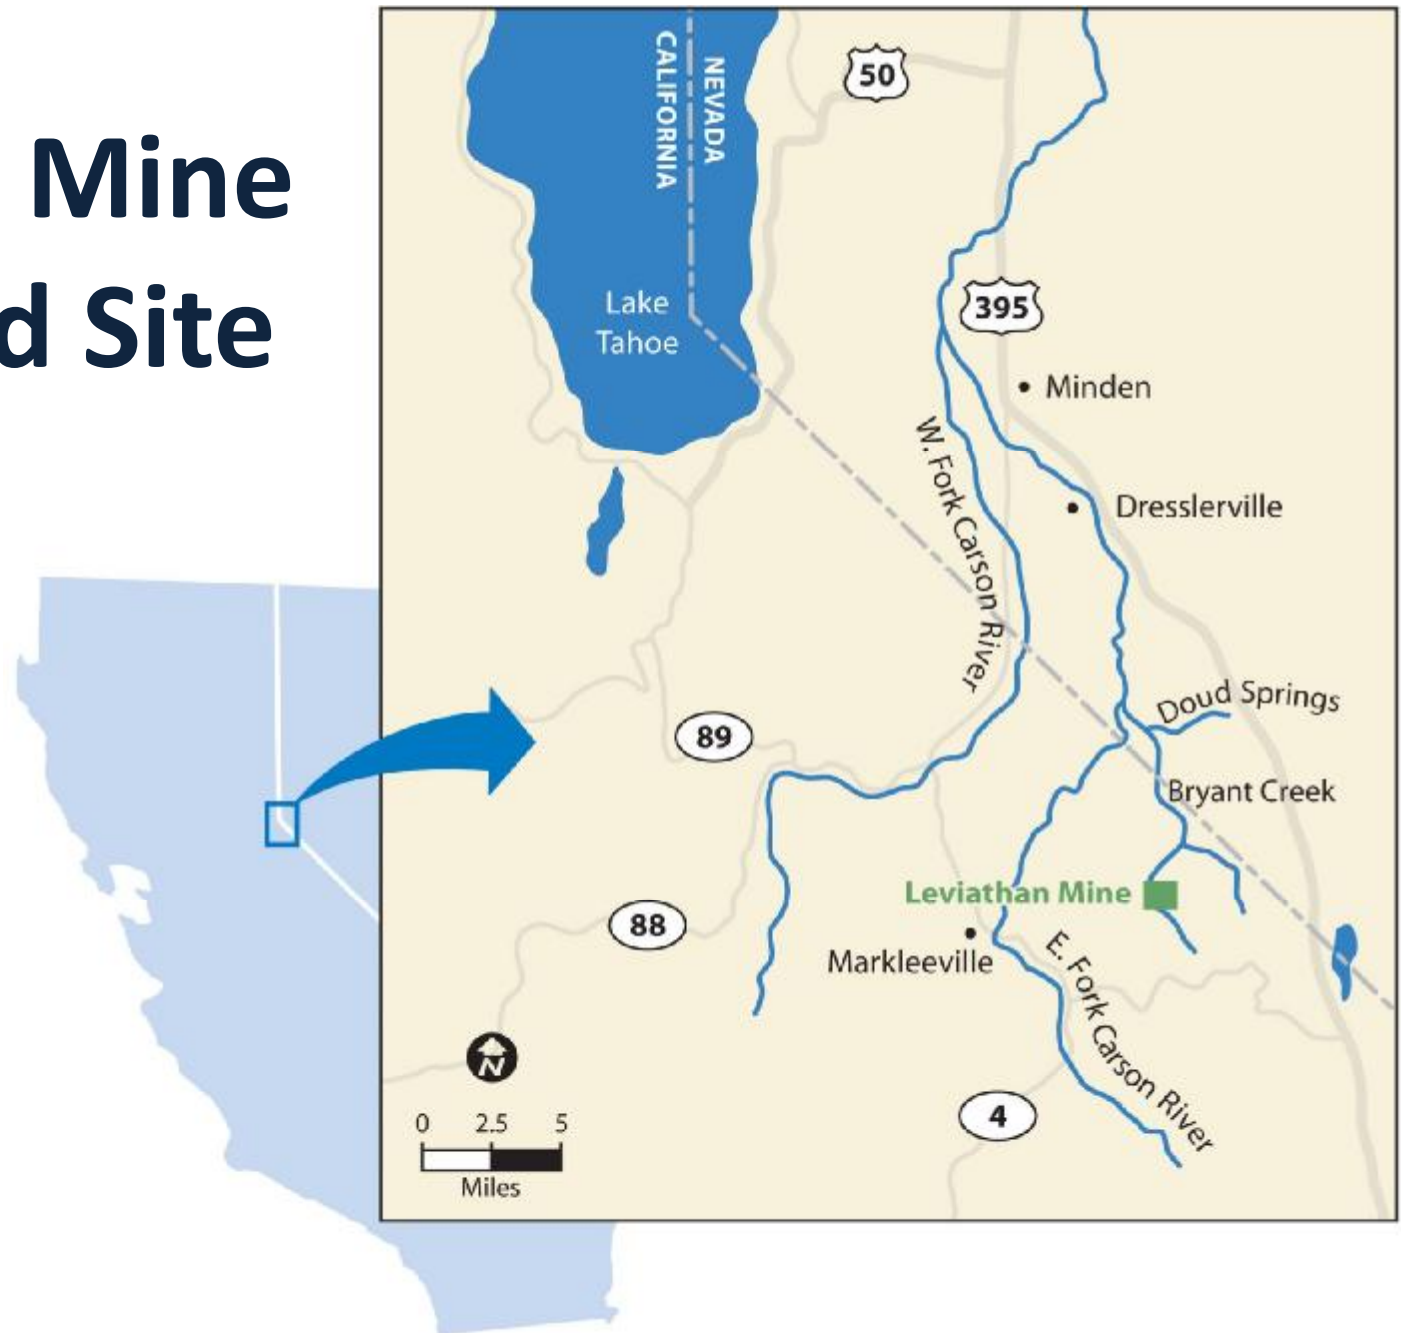 Mine
d Site
50
NEVADA
CALIFORNIA
Lake
Tahoe
395
Minden
W. Fork Carson River
Dresslerville
Doud Springs
89
Bryant Creek
Leviathan Mine
88
Markleeville
E. Fork Carson River
N
4
0 2.5 5
Miles